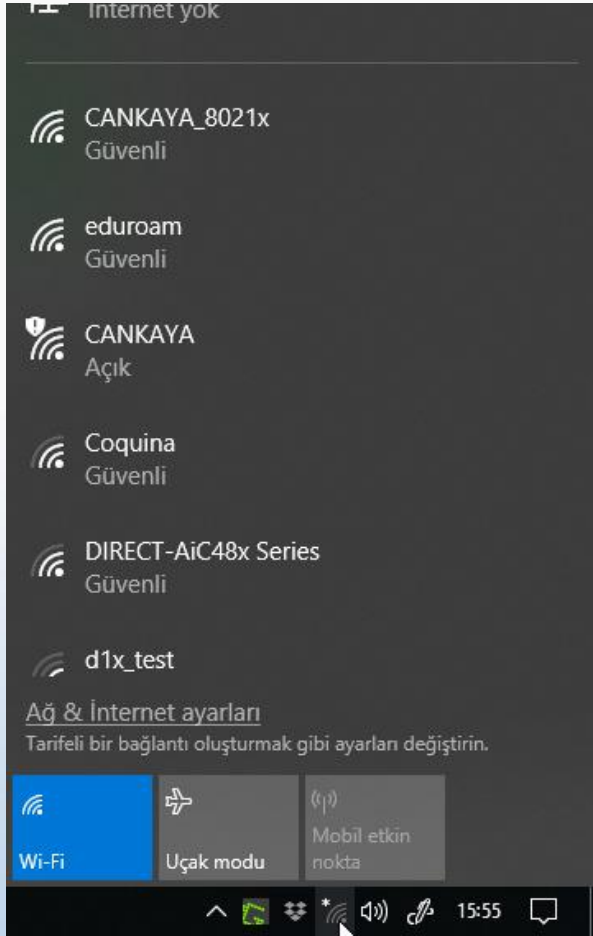 İnternet yok
CANKAYA_8021x
Güvenli
eduroam
Güvenli
CANKAYA
Açık
Coquina
Güvenli
DIRECT-AiC48x Series
Güvenli
d1x_test
Ağ & İnternet ayarları
Tarifeli bir bağlantı oluşturmak gibi ayarları değiştirin.
Wi-Fi
Uçak modu
Mobil etkin
nokta
15:55